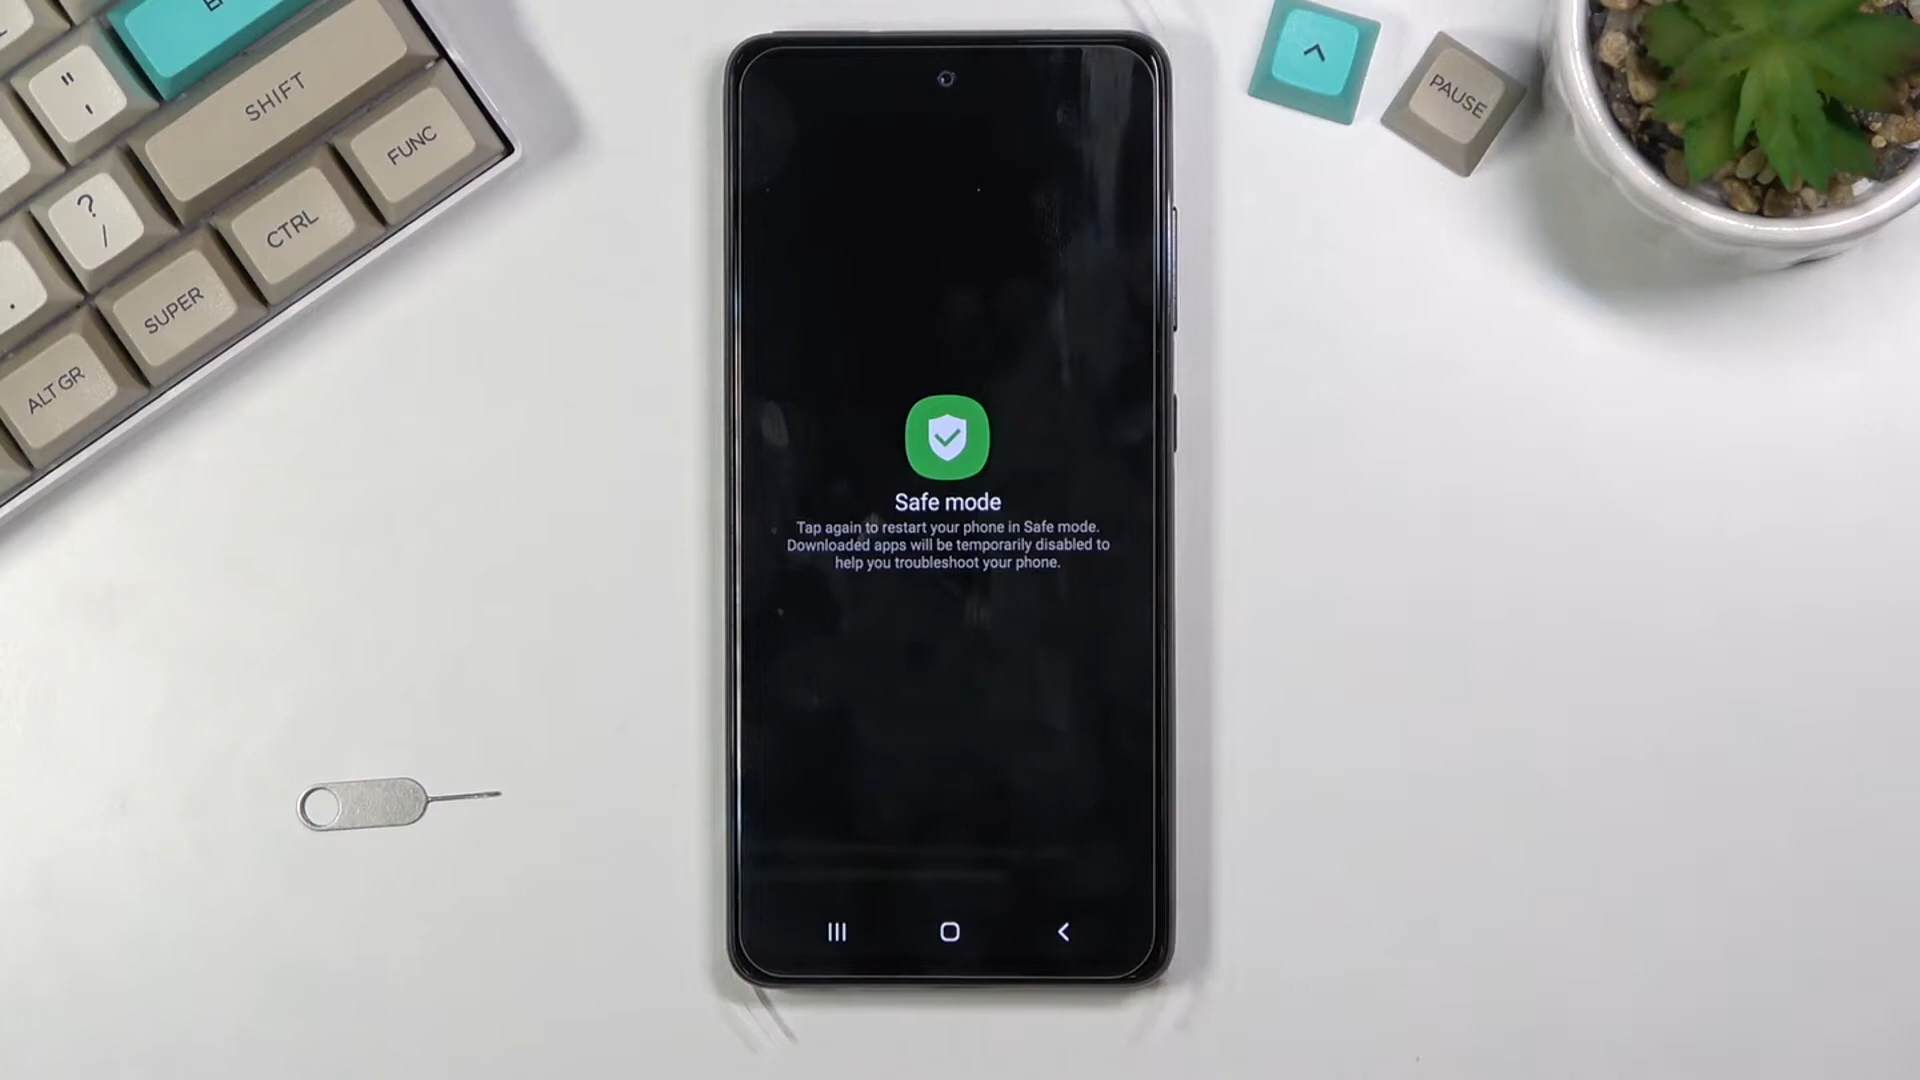 "
'
SHIFT
FUNC
?
/
CTRL
.
SUPER
ALT GR
^
PAUSE
Safe mode
Tap again to restart your phone in Safe mode.
Downloaded apps will be temporarily disabled to
help you troubleshoot your phone.